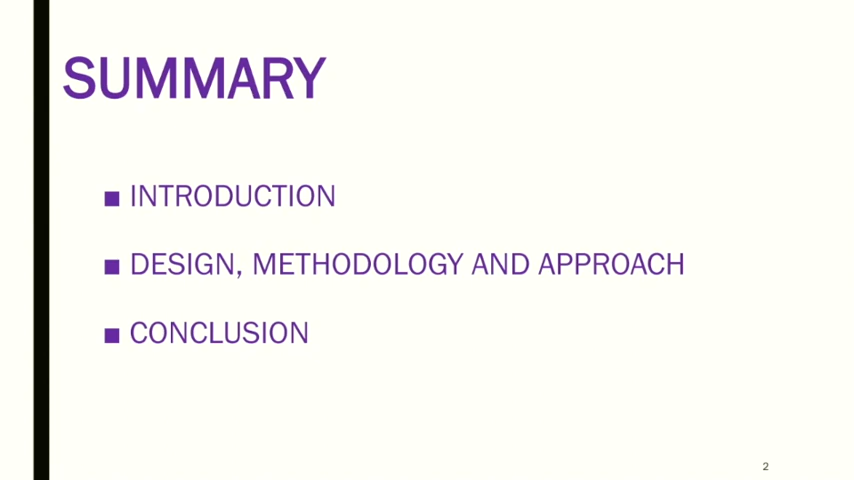 SUMMARY
■ INTRODUCTION
■ DESIGN, METHODOLOGY AND APPROACH
■ CONCLUSION
2